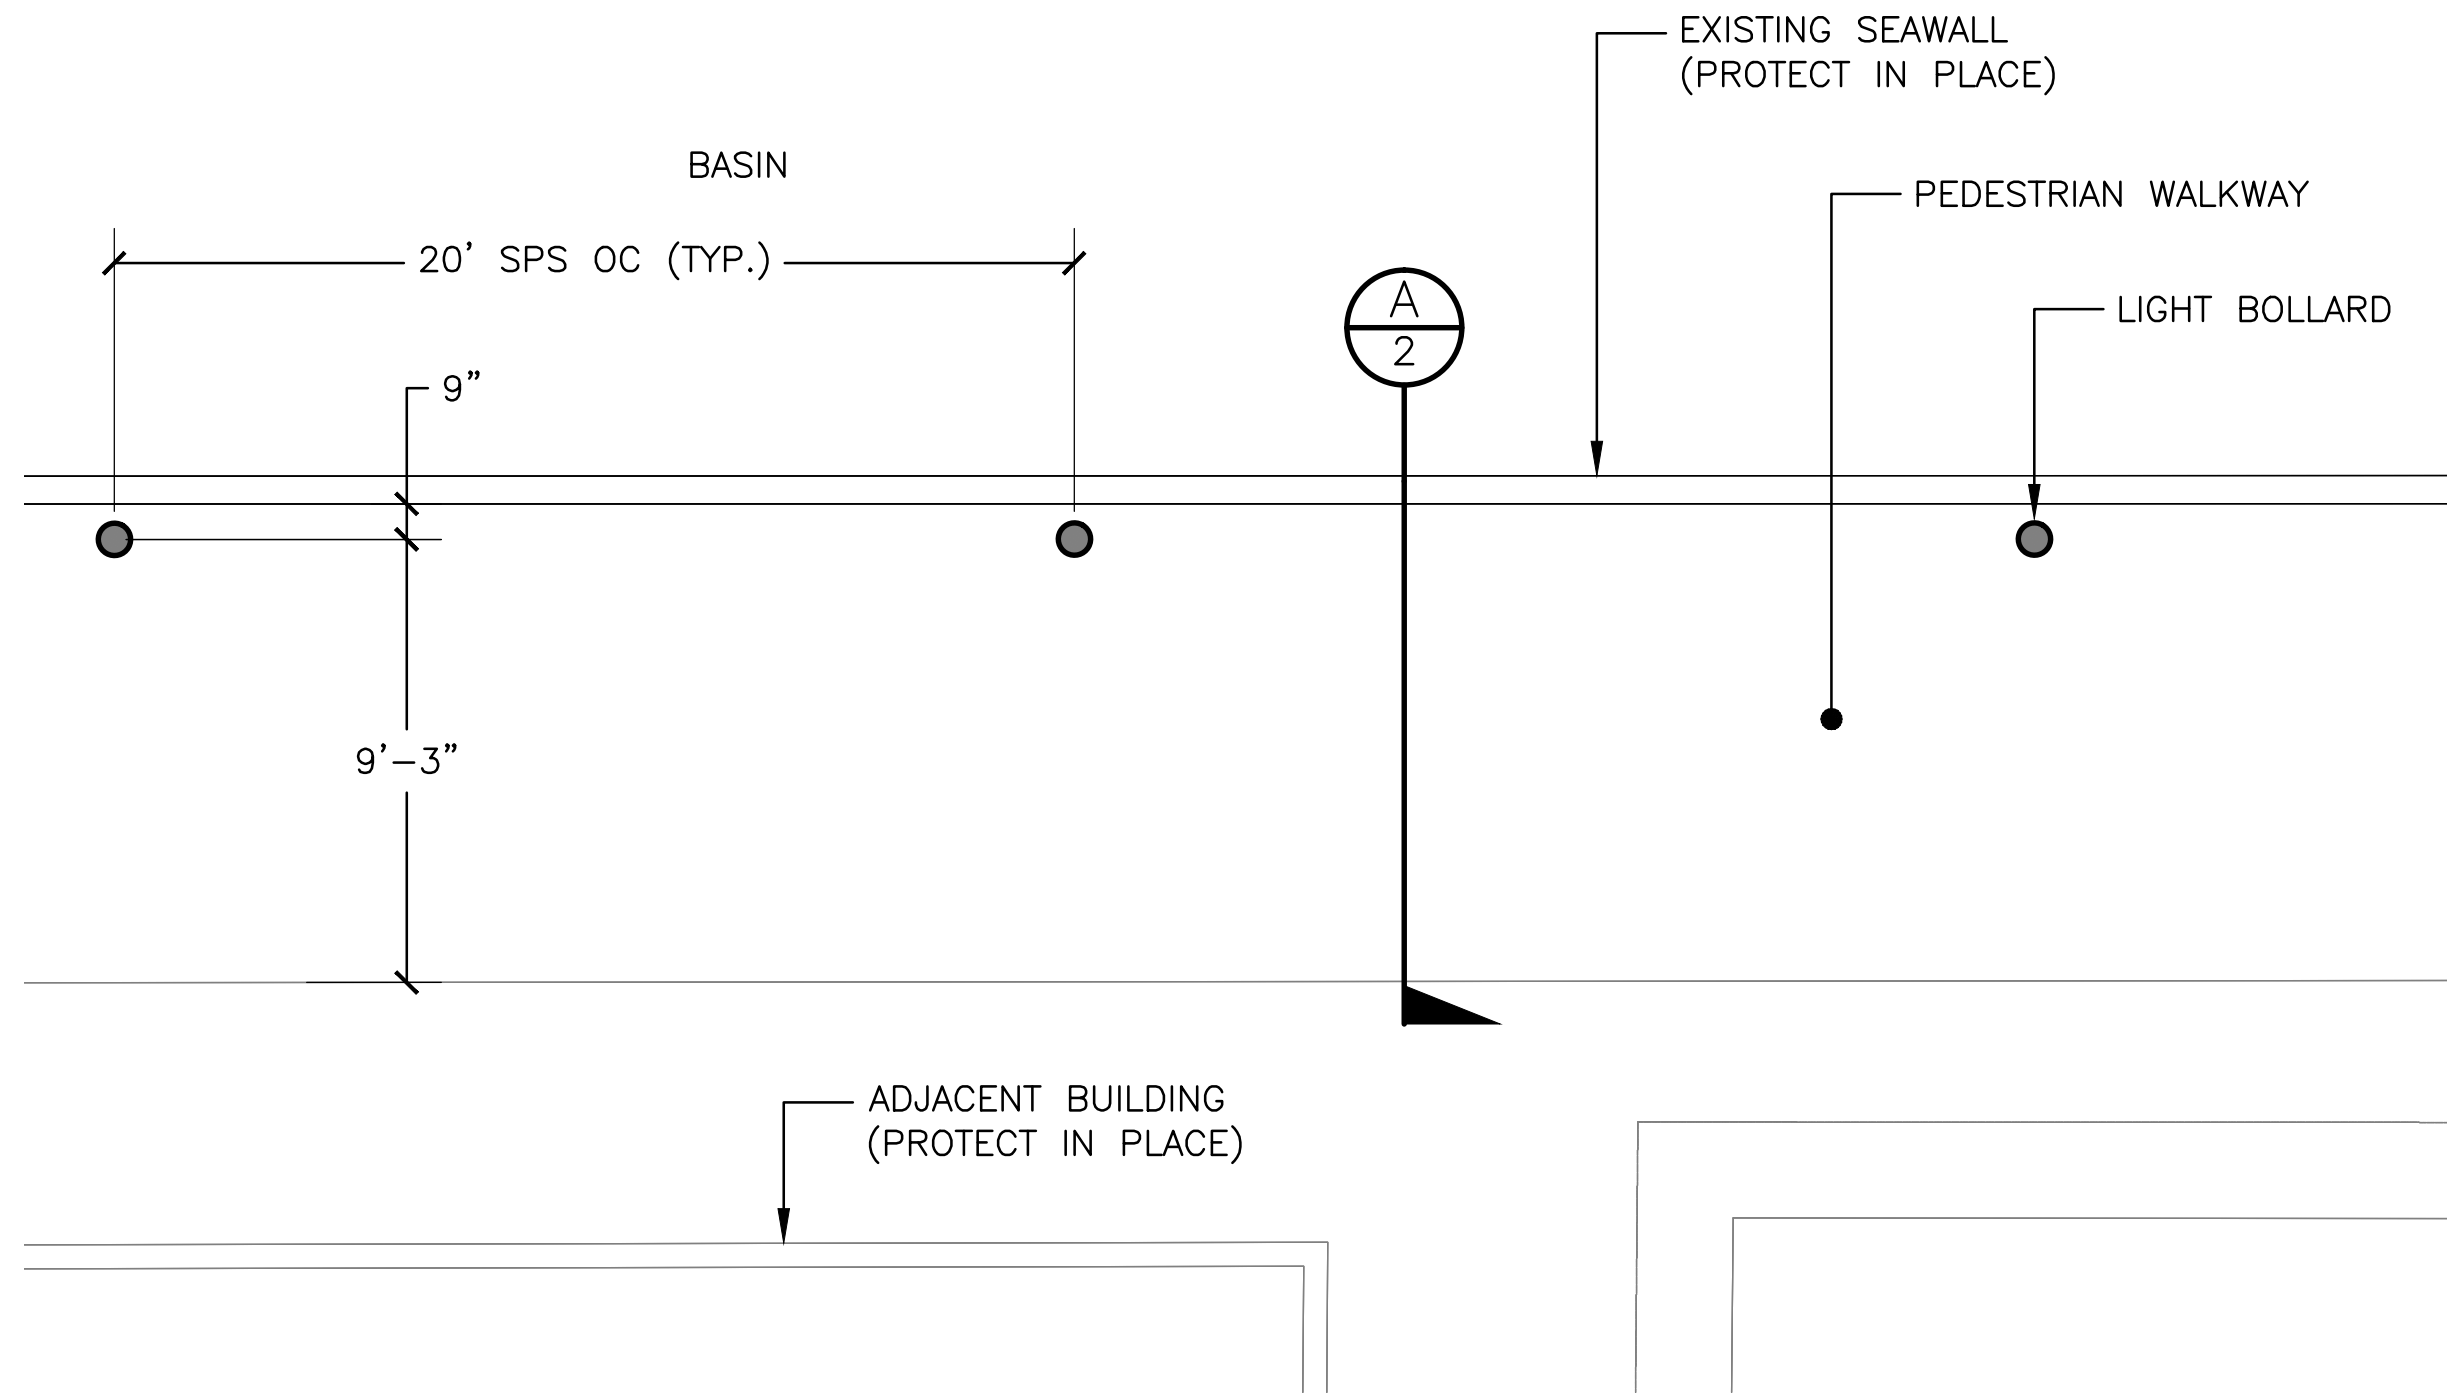 EXISTING SEAWALL
(PROTECT IN PLACE)
BASIN
PEDESTRIAN WALKWAY
20' SPS OC (TYP.)
A
2
LIGHT BOLLARD
9"
9'-3"
ADJACENT BUILDING
(PROTECT IN PLACE)